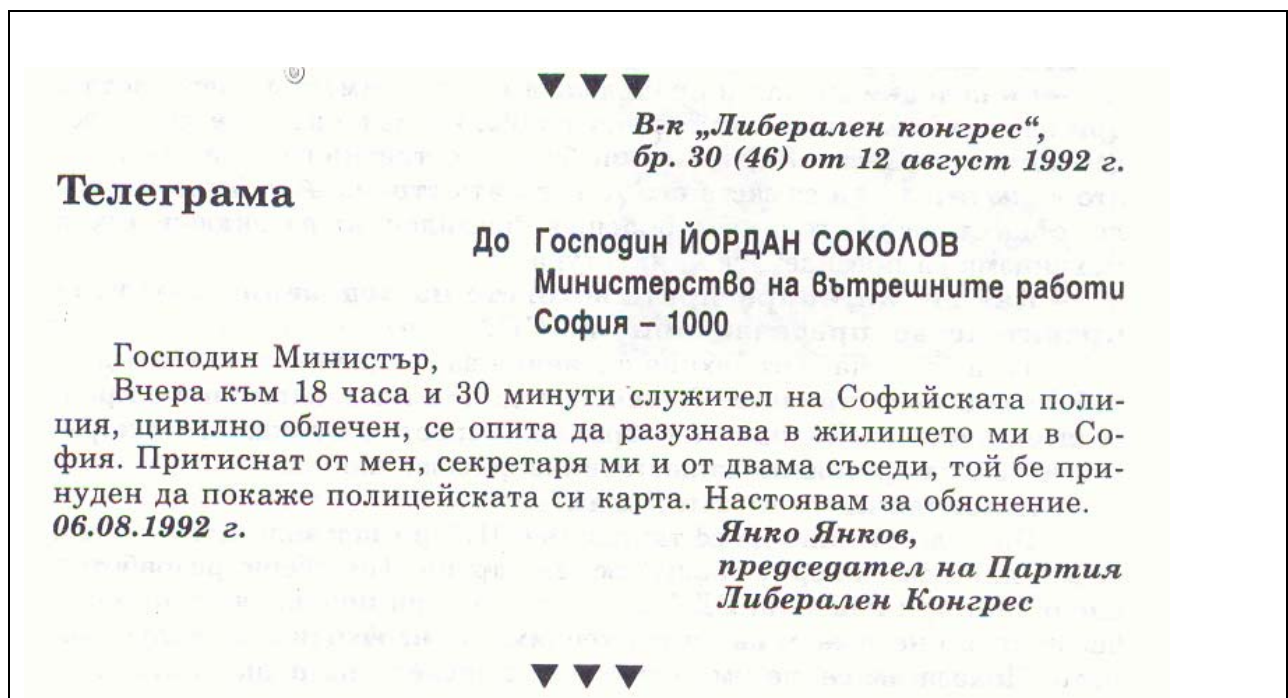 В-к „Либерален конгрес“,
бр. 30 (46) от 12 август 1992 г.
Телеграма
До Господин ЙОРДАН СОКОЛОВ
Министерство на вътрешните работи
София – 1000
Господин Министър,
Вчера към 18 часа и 30 минути служител на Софийската поли-
ция, цивилно облечен, се опита да разузнава в жилището ми в Со-
фия. Притиснат от мен, секретаря ми и от двама съседи, той бе при-
нуден да покаже полицейската си карта. Настоявам за обяснение.
06.08.1992 г.
Янко Янков,
председател на Партия
Либерален Конгрес